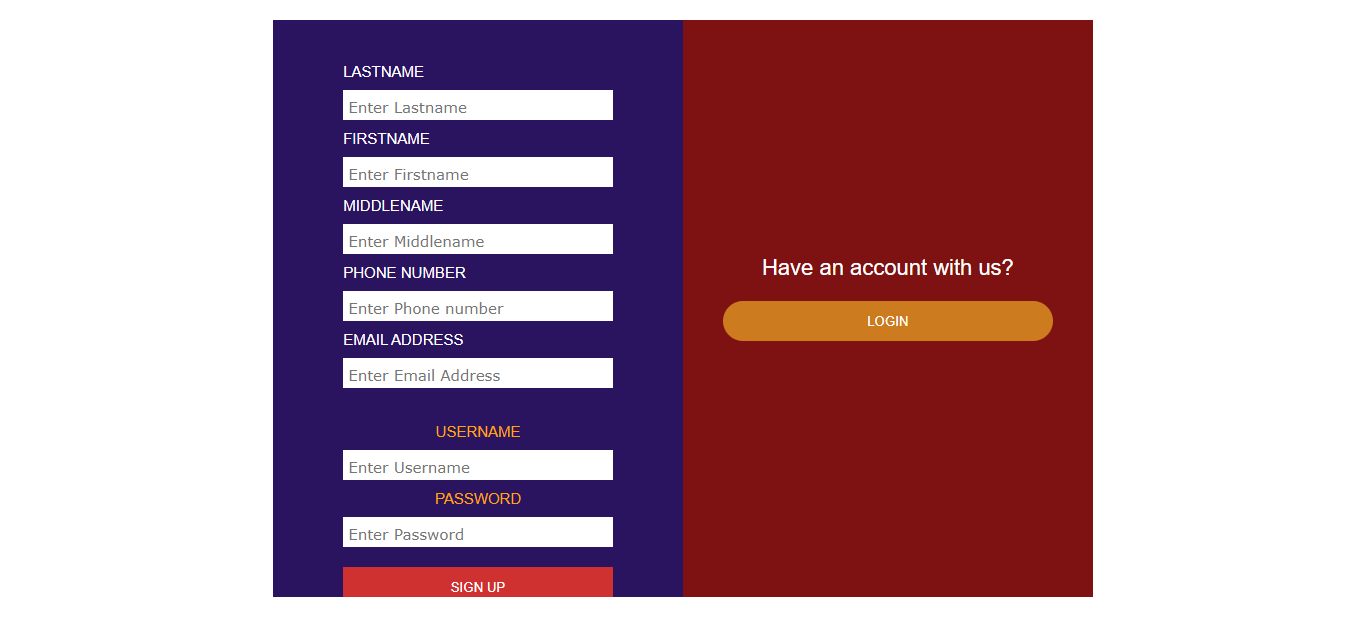 LASTNAME
Enter Lastname
FIRSTNAME
Enter Firstname
MIDDLENAME
Enter Middlename
PHONE NUMBER
Enter Phone number
EMAIL ADDRESS
Enter Email Address
USERNAME
Enter Username
PASSWORD
Enter Password
SIGN UP
Have an account with us?
LOGIN